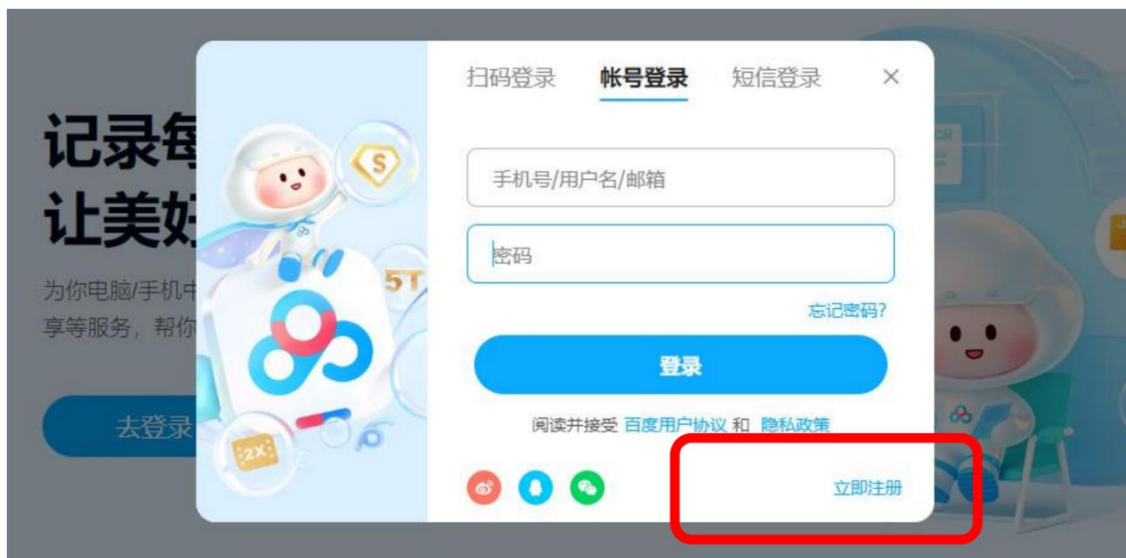 扫码登录 帐号登录 短信登录
记录每
让美好
手机号/用户名/邮箱
密码
为你电脑/手机中
享等服务，帮你
忘记密码?
登录
去登录
阅读并接受 百度用户协议 和 隐私政策
立即注册
S
5T
2X